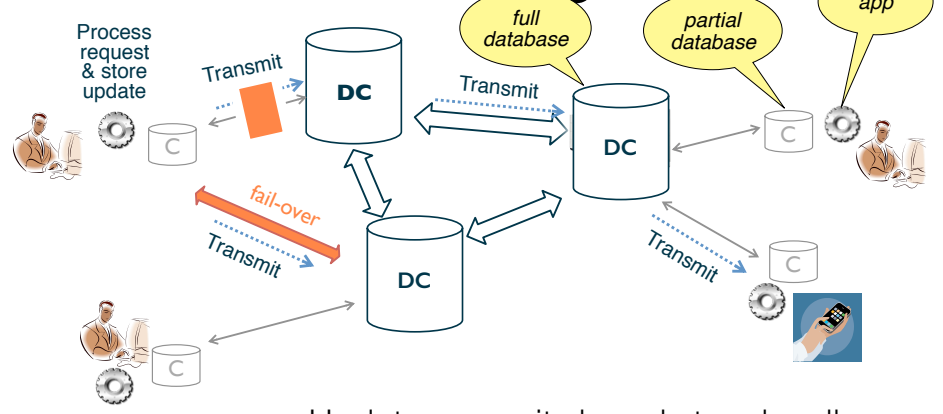 app
full
database
partial
database
Process
request
& store
update
Transmit
DC
Transmit
DC
C
C
fail-over
Transmit
DC
Transmit
C
C